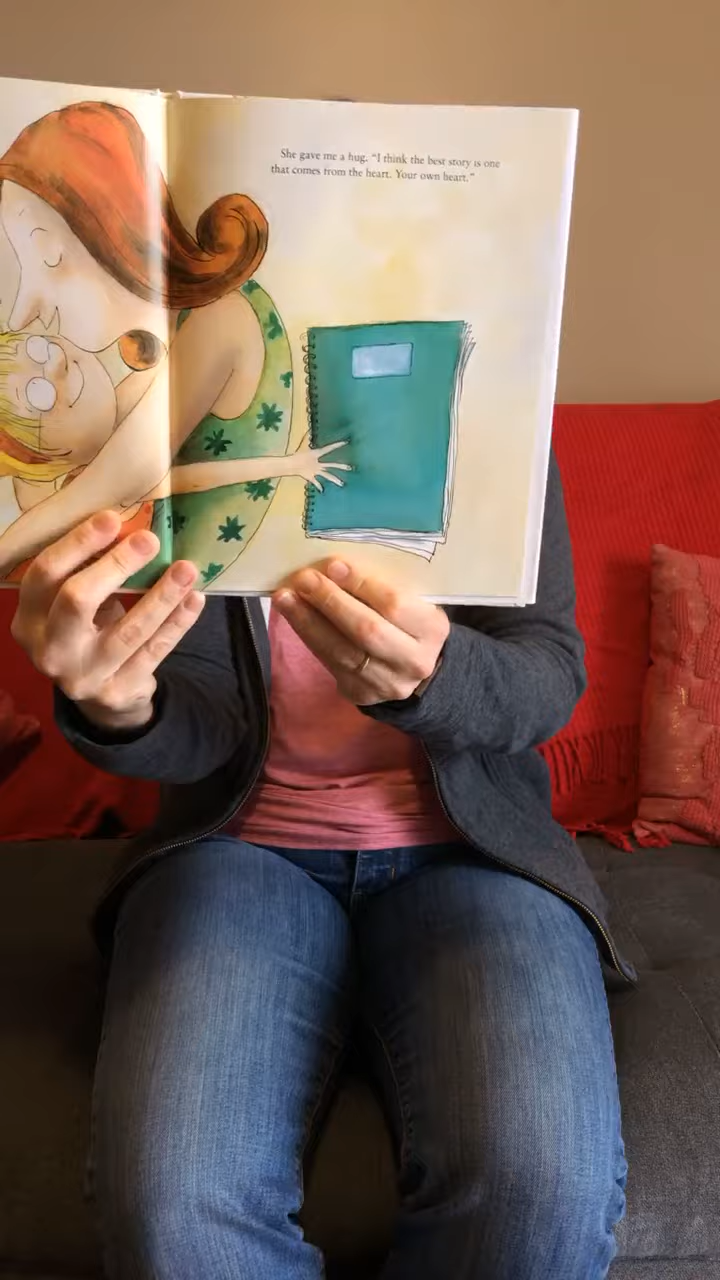 She gave me a hug. “I think the best story is one
that comes from the heart. Your own heart.”